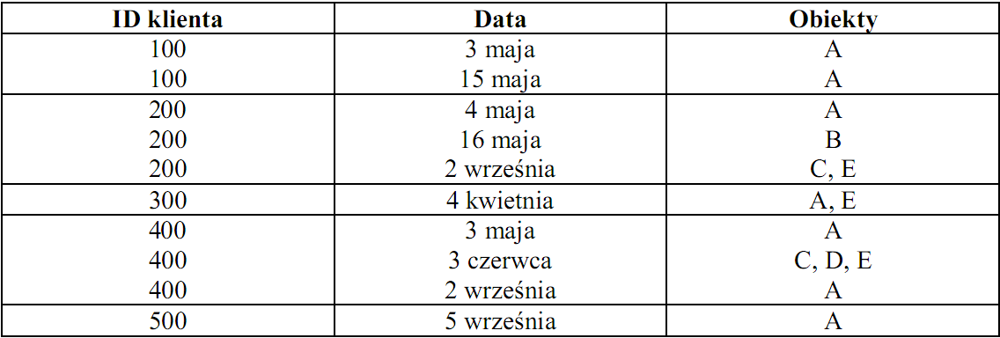 ID klienta Data Obiekty
100 3 maja A
100 15 maja A
200 4 maja A
200 16 maja B
200 2 września C, E
300 4 kwietnia A, E
400 3 maja A
400 3 czerwca C, D, E
400 2 września A
500 5 września A